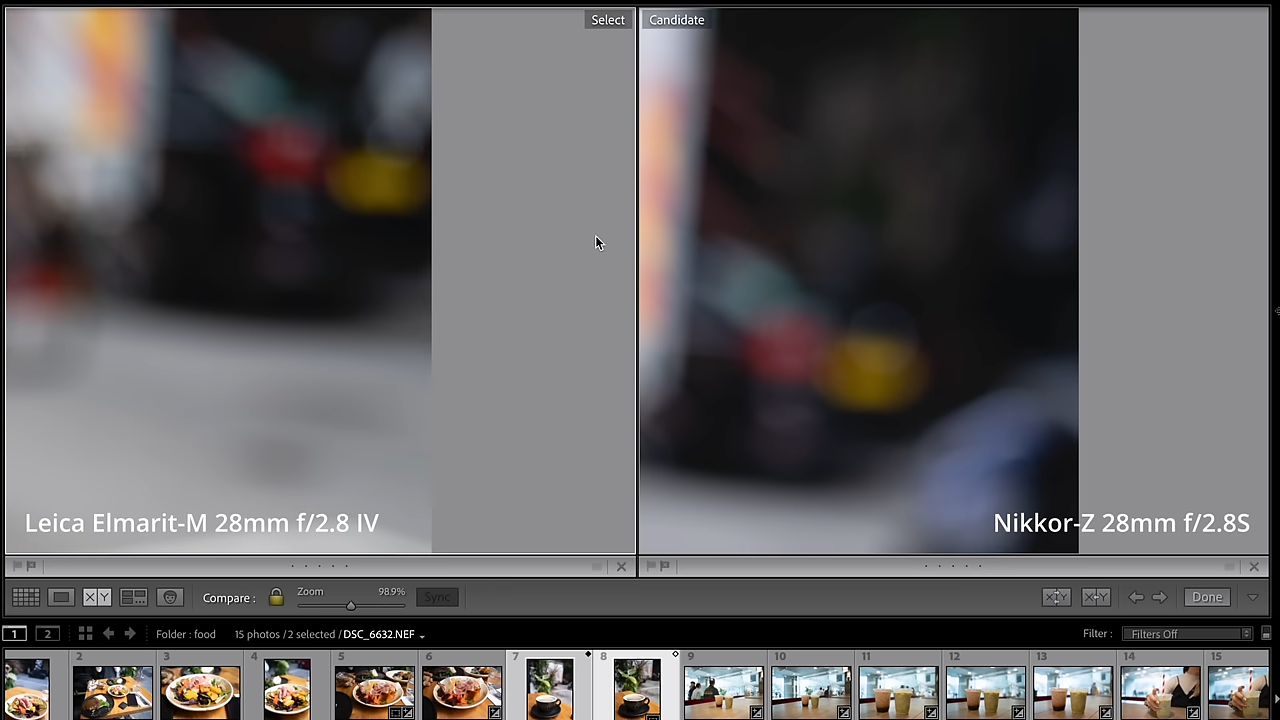 Select
Candidate
Leica Elmarit-M 28mm f/2.8 IV
Nikkor-Z 28mm f/2.8S
Compare :
Zoom
98.9%
Sync
Done
1
2
Folder : food
15 photos / 2 selected / DSC_6632.NEF
Filter :
Filters Off
2
3
4
5
6
7
8
9
10
11
12
13
14
15